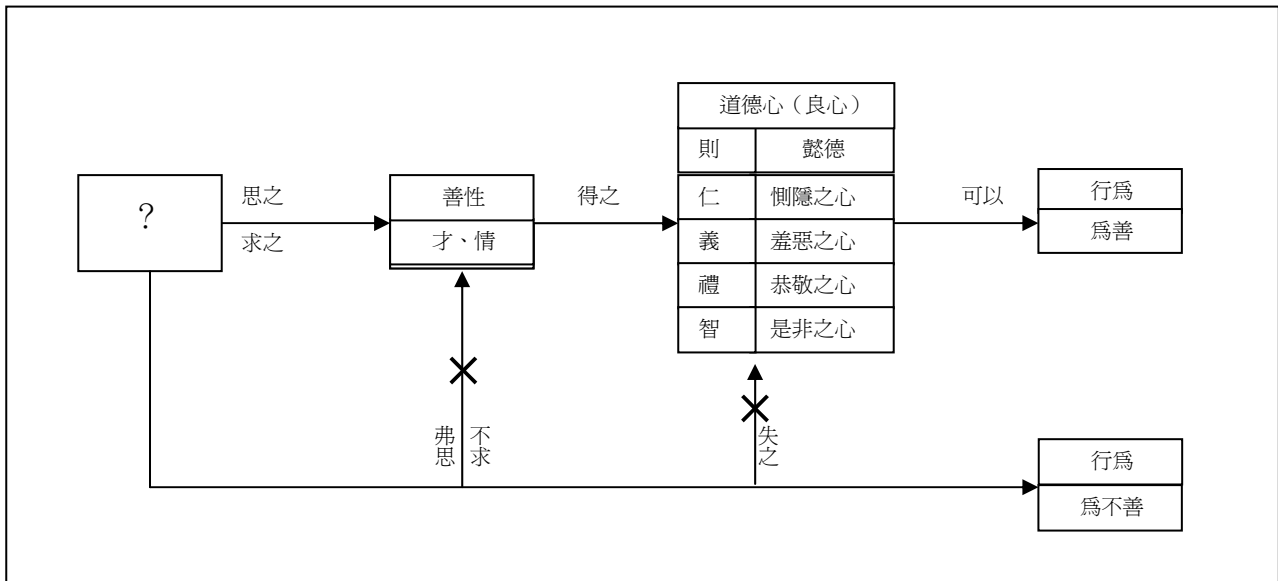 道德心（良心）
則 懿德
？
思之
求之
善性
才、情
得之
仁 惻隱之心
義 羞惡之心
禮 恭敬之心
智 是非之心
可以
行爲
爲善
弗思
不求
失之
行爲
爲不善